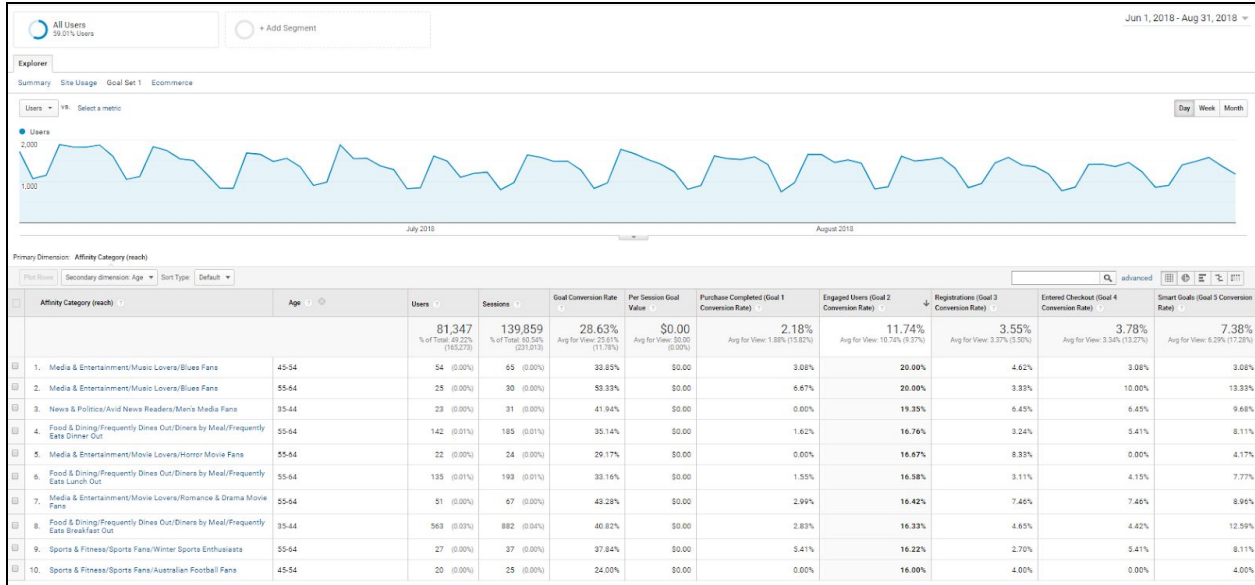 All Users
59.01% Users
+ Add Segment
Jun 1, 2018 - Aug 31, 2018
Explorer
Summary Site Usage Goal Set 1 Ecommerce
Users VS. Select a metric
Day Week Month
Users
2,000
1,000
July 2018 August 2018
Primary Dimension: Affinity Category (reach)
Plot Rows Secondary dimension: Age Sort Type: Default advanced
Affinity Category (reach) Age Users Sessions Goal Conversion Rate Per Session Goal Value Purchase Completed (Goal 1 Conversion Rate) Engaged Users (Goal 2 Conversion Rate) Registrations (Goal 3 Conversion Rate) Entered Checkout (Goal 4 Conversion Rate) Smart Goals (Goal 5 Conversion Rate)
81,347 139,859 28.63% $0.00 2.18% 11.74% 3.55% 3.78% 7.38%
% of Total: 49.22% (165,273) % of Total: 60.54% (231,013) Avg for View: 25.61% (11.78%) Avg for View: $0.00 (0.00%) Avg for View: 1.88% (15.82%) Avg for View: 10.74% (9.37%) Avg for View: 3.37% (5.50%) Avg for View: 3.34% (13.27%) Avg for View: 6.29% (17.28%)
1. Media & Entertainment/Music Lovers/Blues Fans 45-54 54 (0.00%) 65 (0.00%) 33.85% $0.00 3.08% 20.00% 4.62% 3.08% 3.08%
2. Media & Entertainment/Music Lovers/Blues Fans 55-64 25 (0.00%) 30 (0.00%) 53.33% $0.00 6.67% 20.00% 3.33% 10.00% 13.33%
3. News & Politics/Avid News Readers/Men's Media Fans 35-44 23 (0.00%) 31 (0.00%) 41.94% $0.00 0.00% 19.35% 6.45% 6.45% 9.68%
4. Food & Dining/Frequently Dines Out/Diners by Meal/Frequently Eats Dinner Out 55-64 142 (0.01%) 185 (0.01%) 35.14% $0.00 1.62% 16.76% 3.24% 5.41% 8.11%
5. Media & Entertainment/Movie Lovers/Horror Movie Fans 55-64 22 (0.00%) 24 (0.00%) 29.17% $0.00 0.00% 16.67% 8.33% 0.00% 4.17%
6. Food & Dining/Frequently Dines Out/Diners by Meal/Frequently Eats Lunch Out 55-64 135 (0.01%) 193 (0.01%) 33.16% $0.00 1.55% 16.58% 3.11% 4.15% 7.77%
7. Media & Entertainment/Movie Lovers/Romance & Drama Movie Fans 55-64 51 (0.00%) 67 (0.00%) 43.28% $0.00 2.99% 16.42% 7.46% 7.46% 8.96%
8. Food & Dining/Frequently Dines Out/Diners by Meal/Frequently Eats Breakfast Out 35-44 563 (0.03%) 882 (0.04%) 40.82% $0.00 2.83% 16.33% 4.65% 4.42% 12.59%
9. Sports & Fitness/Sports Fans/Winter Sports Enthusiasts 55-64 27 (0.00%) 37 (0.00%) 37.84% $0.00 5.41% 16.22% 2.70% 5.41% 8.11%
10. Sports & Fitness/Sports Fans/Australian Football Fans 45-54 20 (0.00%) 25 (0.00%) 24.00% $0.00 0.00% 16.00% 4.00% 0.00% 4.00%